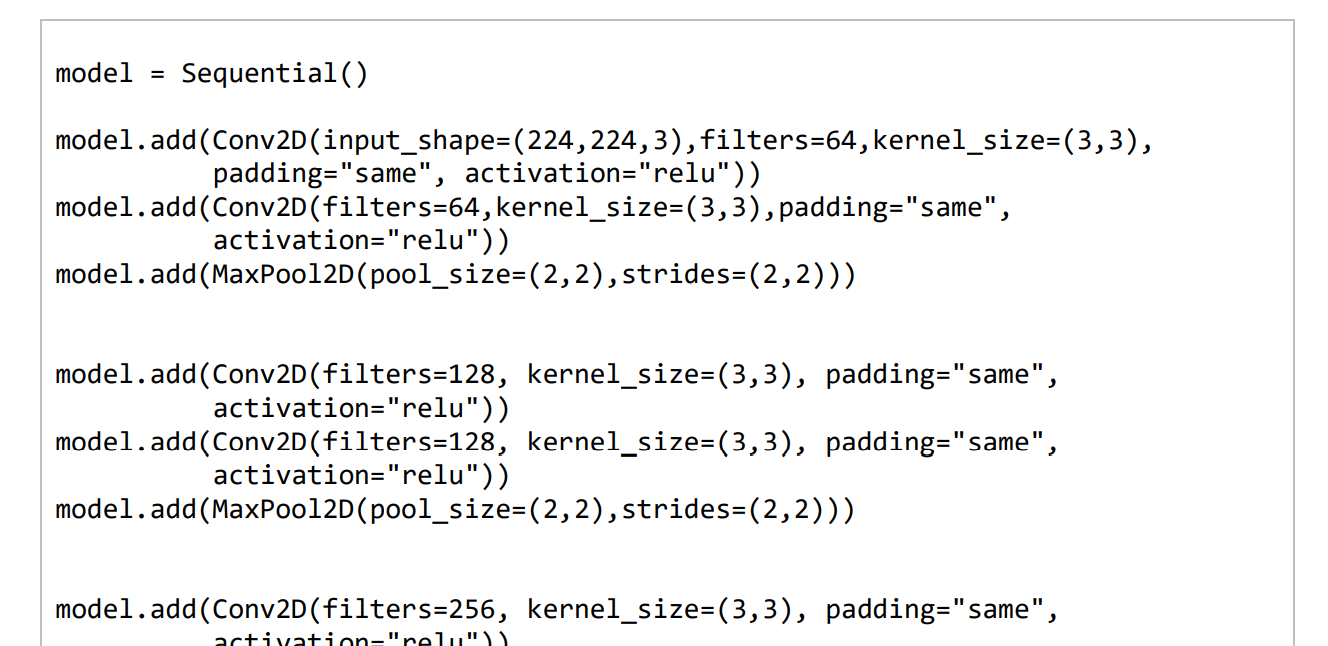 model = Sequential()
model.add(Conv2D(input_shape=(224,224,3),filters=64,kernel_size=(3,3),
padding="same", activation="relu"))
model.add(Conv2D(filters=64,kernel_size=(3,3),padding="same",
activation="relu"))
model.add(MaxPool2D(pool_size=(2,2),strides=(2,2)))
model.add(Conv2D(filters=128, kernel_size=(3,3), padding="same",
activation="relu"))
model.add(Conv2D(filters=128, kernel_size=(3,3), padding="same",
activation="relu"))
model.add(MaxPool2D(pool_size=(2,2),strides=(2,2)))
model.add(Conv2D(filters=256, kernel_size=(3,3), padding="same",
activation="relu"))